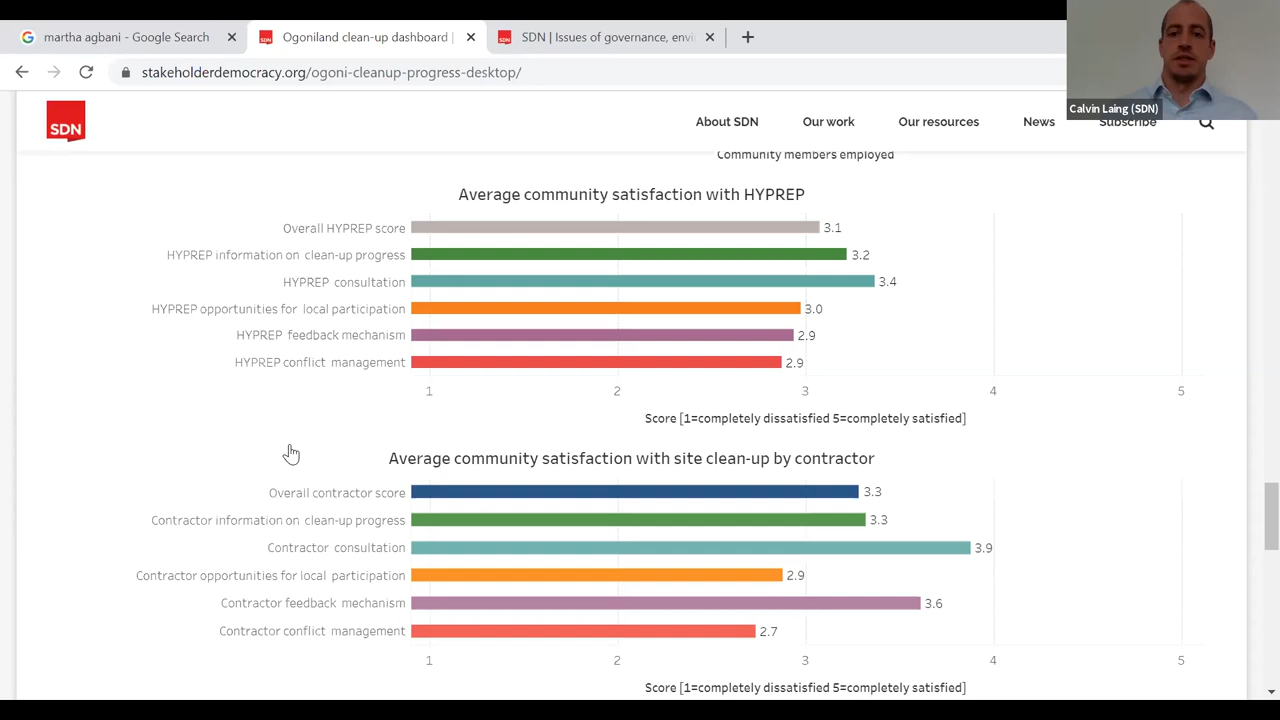 martha agbani - Google Search
Ogoniland clean-up dashboard |
SDN | Issues of governance, envi
stakeholderdemocracy.org/ogoni-cleanup-progress-desktop/
Calvin Laing (SDN)
SDN
About SDN
Our work
Our resources
News
Subscribe
Community members employed
Average community satisfaction with HYPREP
Overall HYPREP score 3.1
HYPREP information on clean-up progress 3.2
HYPREP consultation 3.4
HYPREP opportunities for local participation 3.0
HYPREP feedback mechanism 2.9
HYPREP conflict management 2.9
1 2 3 4 5
Score [1=completely dissatisfied 5=completely satisfied]
Average community satisfaction with site clean-up by contractor
Overall contractor score 3.3
Contractor information on clean-up progress 3.3
Contractor consultation 3.9
Contractor opportunities for local participation 2.9
Contractor feedback mechanism 3.6
Contractor conflict management 2.7
1 2 3 4 5
Score [1=completely dissatisfied 5=completely satisfied]